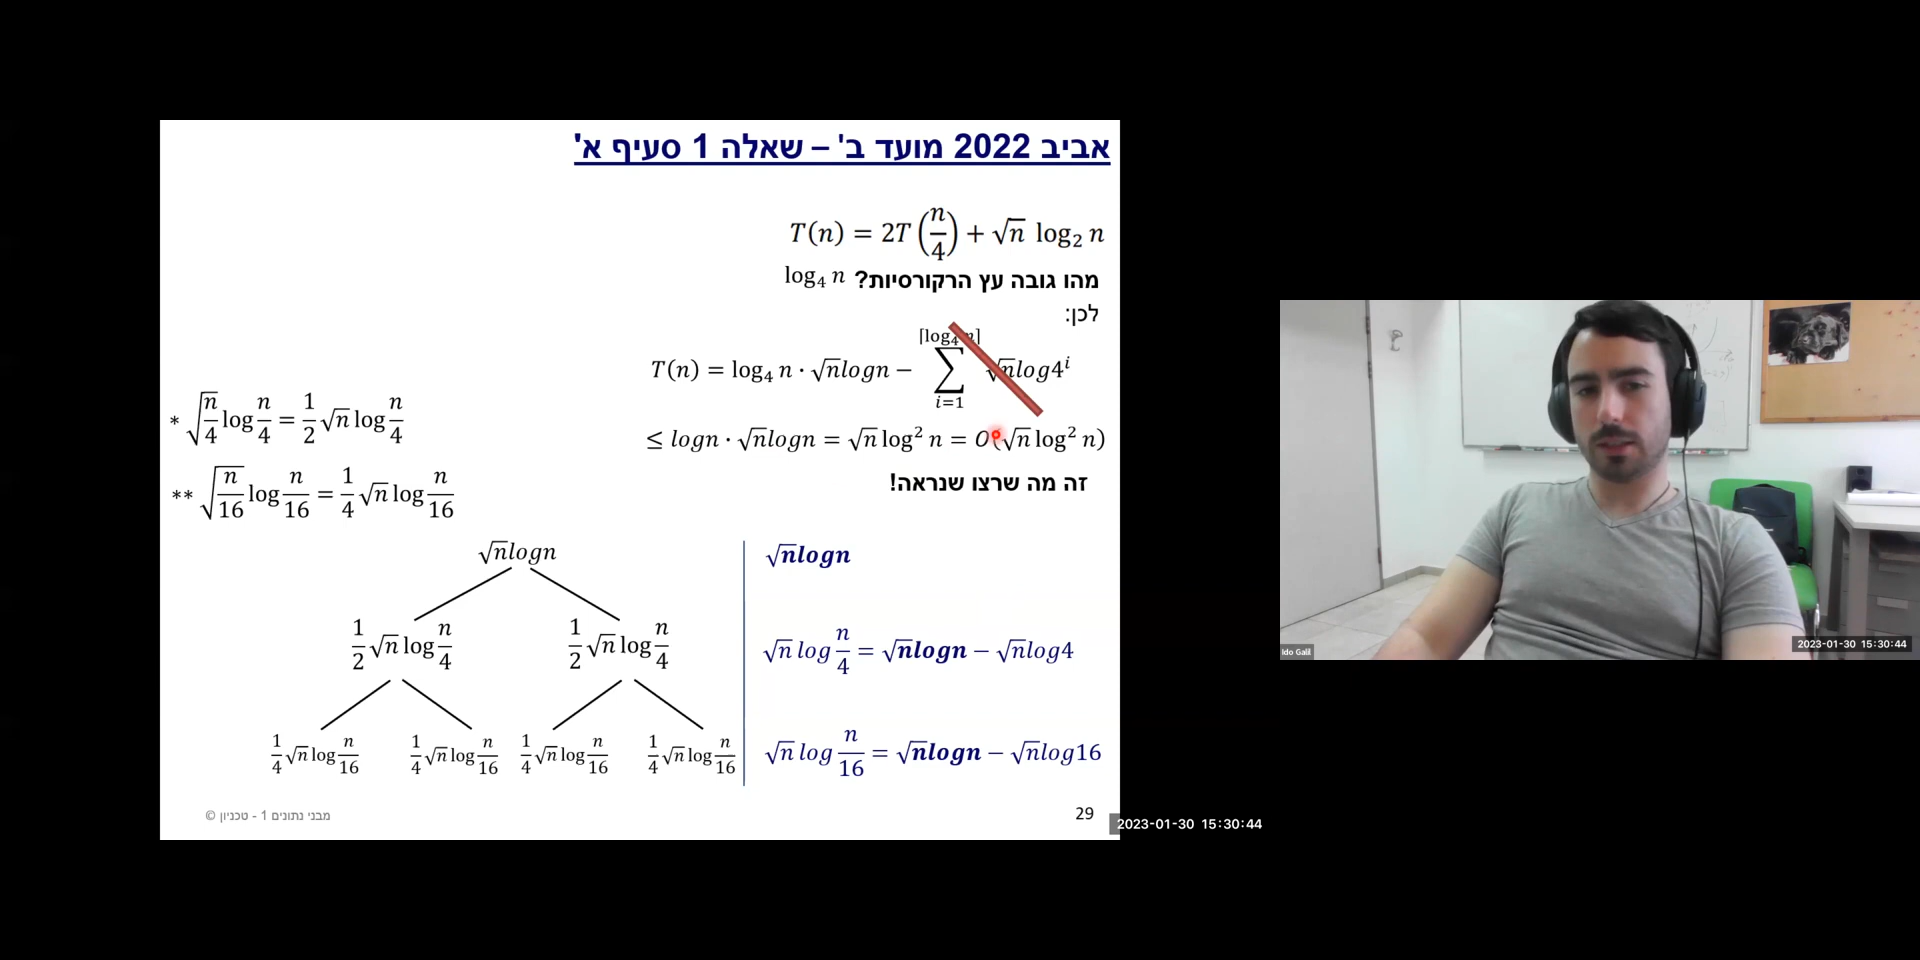 אביב 2022 מועד ב' – שאלה 1 סעיף א'
T(n) = 2T(n/4) + √n log₂ n
מהו גובה עץ הרקורסיות? log₄ n
לכן:
T(n) = log₄ n · √nlogn − ∑_{i=1}^{⌈log₄ n⌉} √nlog4ⁱ
≤ logn · √nlogn = √n log² n = O(√n log² n)
זה מה שרצו שנראה!
* √(n/4) log n/4 = 1/2 √n log n/4
** √(n/16) log n/16 = 1/4 √n log n/16
√nlogn
1/2 √n log n/4 1/2 √n log n/4
1/4 √n log n/16 1/4 √n log n/16 1/4 √n log n/16 1/4 √n log n/16
√nlogn
√n log n/4 = √nlogn − √nlog4
√n log n/16 = √nlogn − √nlog16
מבני נתונים 1 - טכניון ©
29
2023-01-30 15:30:44
Ido Galil
2023-01-30 15:30:44